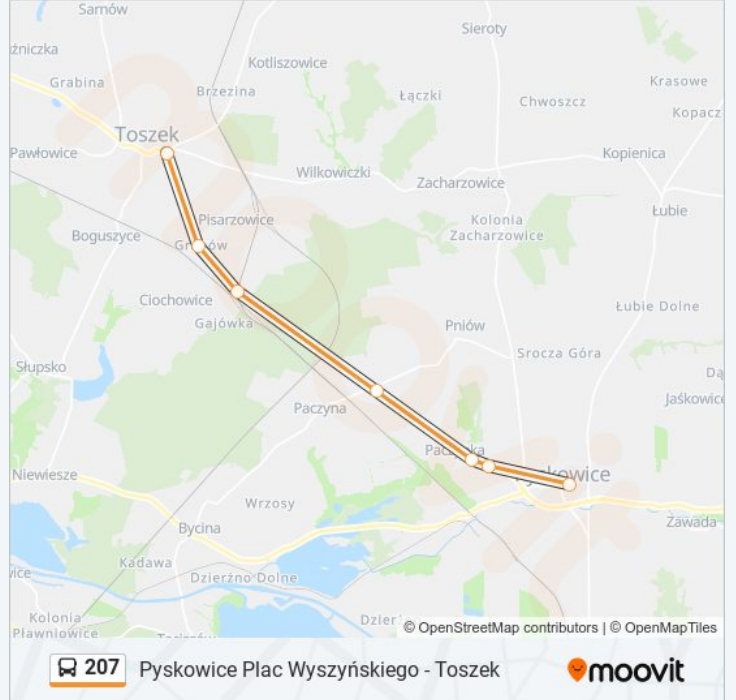 Sarnów
Sieroty
Kotliszowice
Grabina
Brzezina
Łączki
Krasowe
Chwoszcz
Kopacz
Toszek
Pawłowice
Kopienica
Wilkowiczki
Zacharzowice
Łubie
Pisarzowice
Kolonia
Zacharzowice
Boguszyce
Ciochowice
Łubie Dolne
Gajówka
Pniów
Srocza Góra
Słupsko
Jaśkowice
Paczyna
Niewiesze
Wrzosy
Bycina
Zawada
Kadawa
Dzierżno Dolne
Kolonia
Pławniowice
© OpenStreetMap contributors | © OpenMapTiles
207 Pyskowice Plac Wyszyńskiego - Toszek
moovit